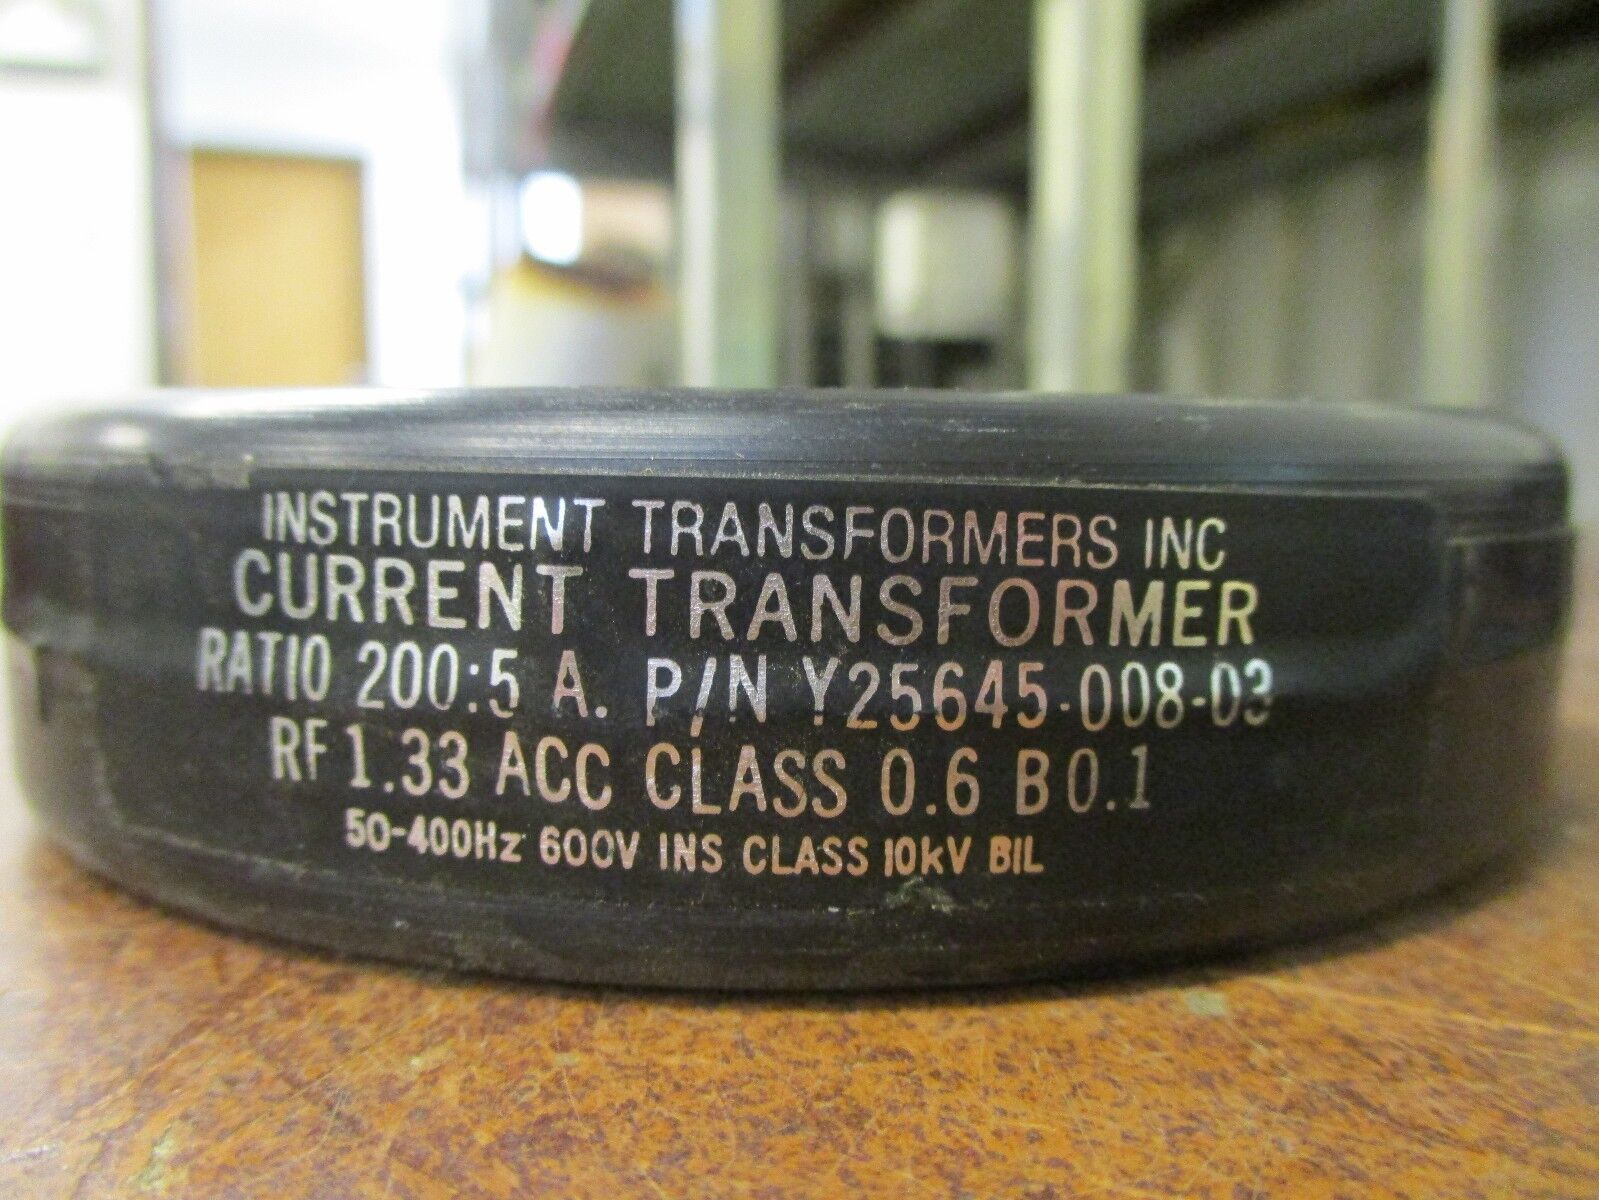 INSTRUMENT TRANSFORMERS INC
CURRENT TRANSFORMER
RATIO 200:5 A. P/N Y25645-008-03
RF 1.33 ACC CLASS 0.6 B0.1
50-400Hz 600V INS CLASS 10kV BIL